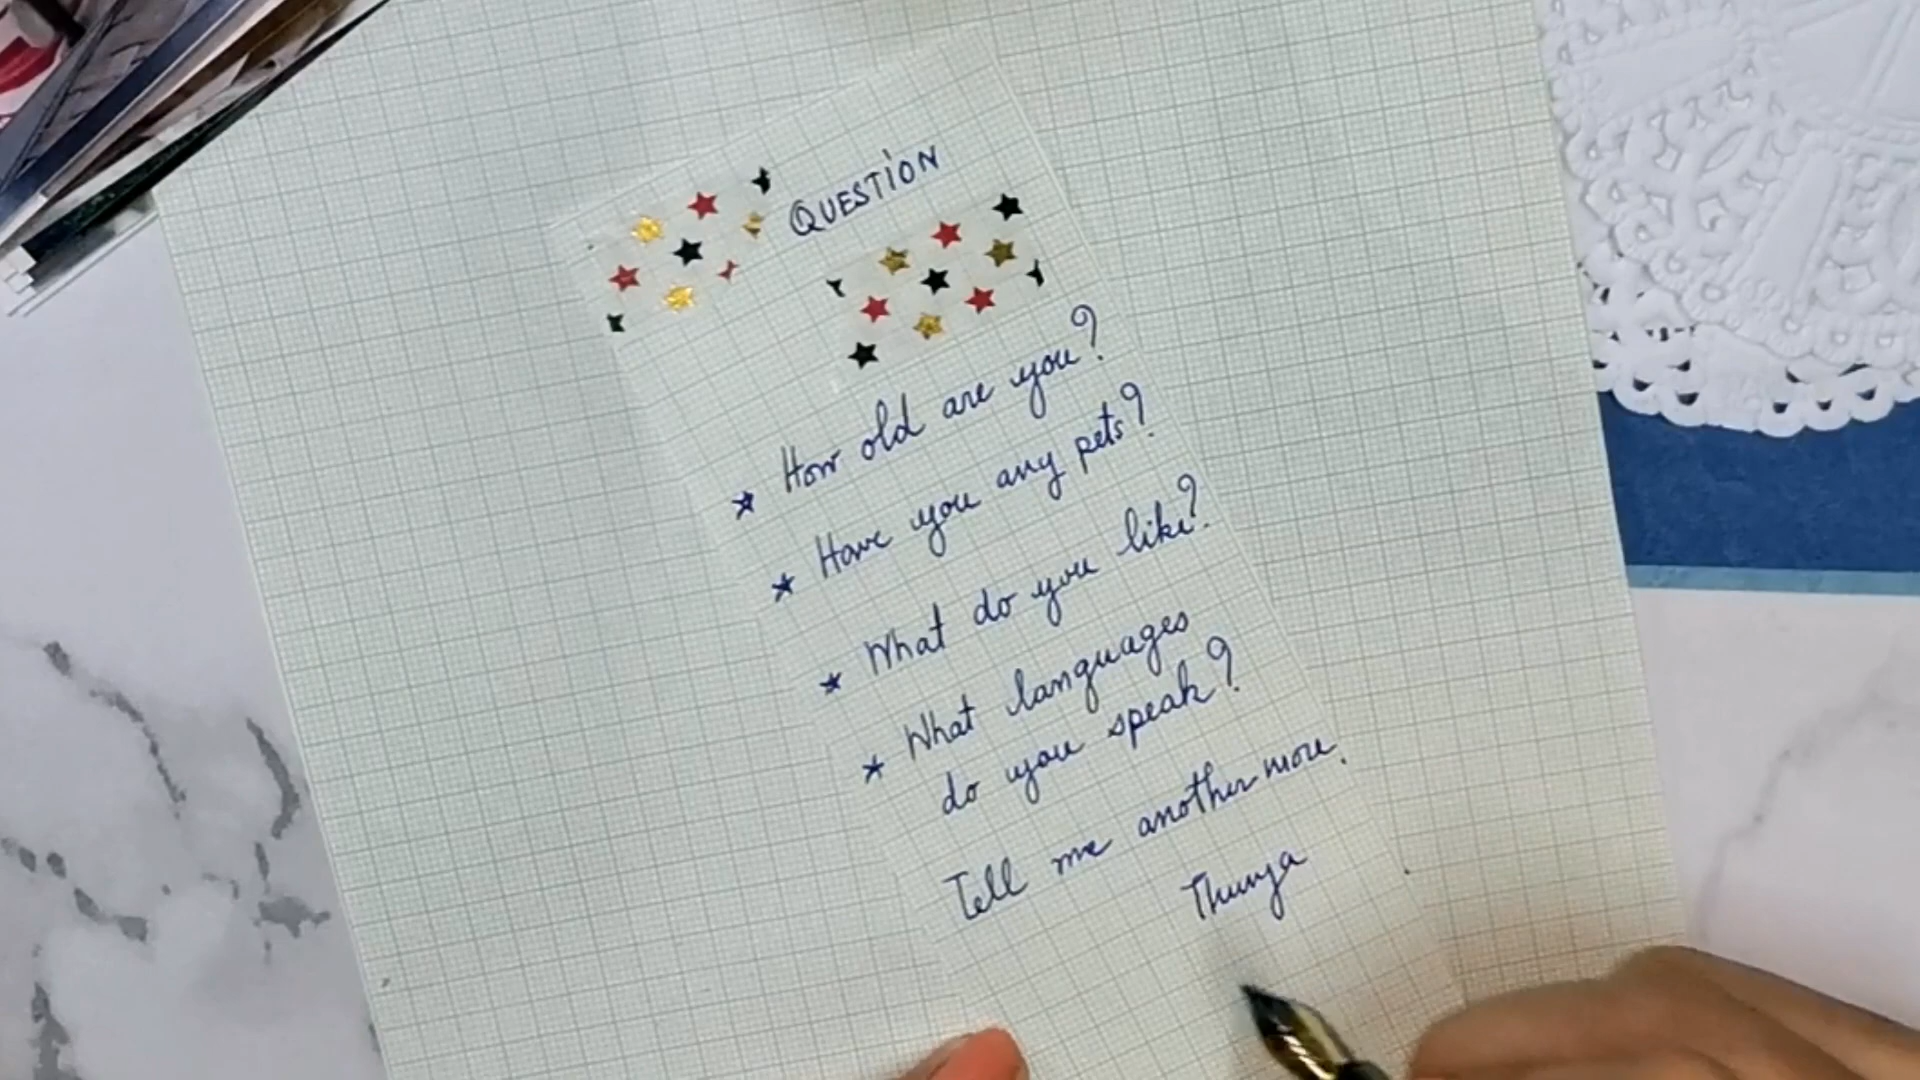 QUESTION
How old are you?
Have you any pets?
What do you like?
What languages
do you speak?
Tell me another more.